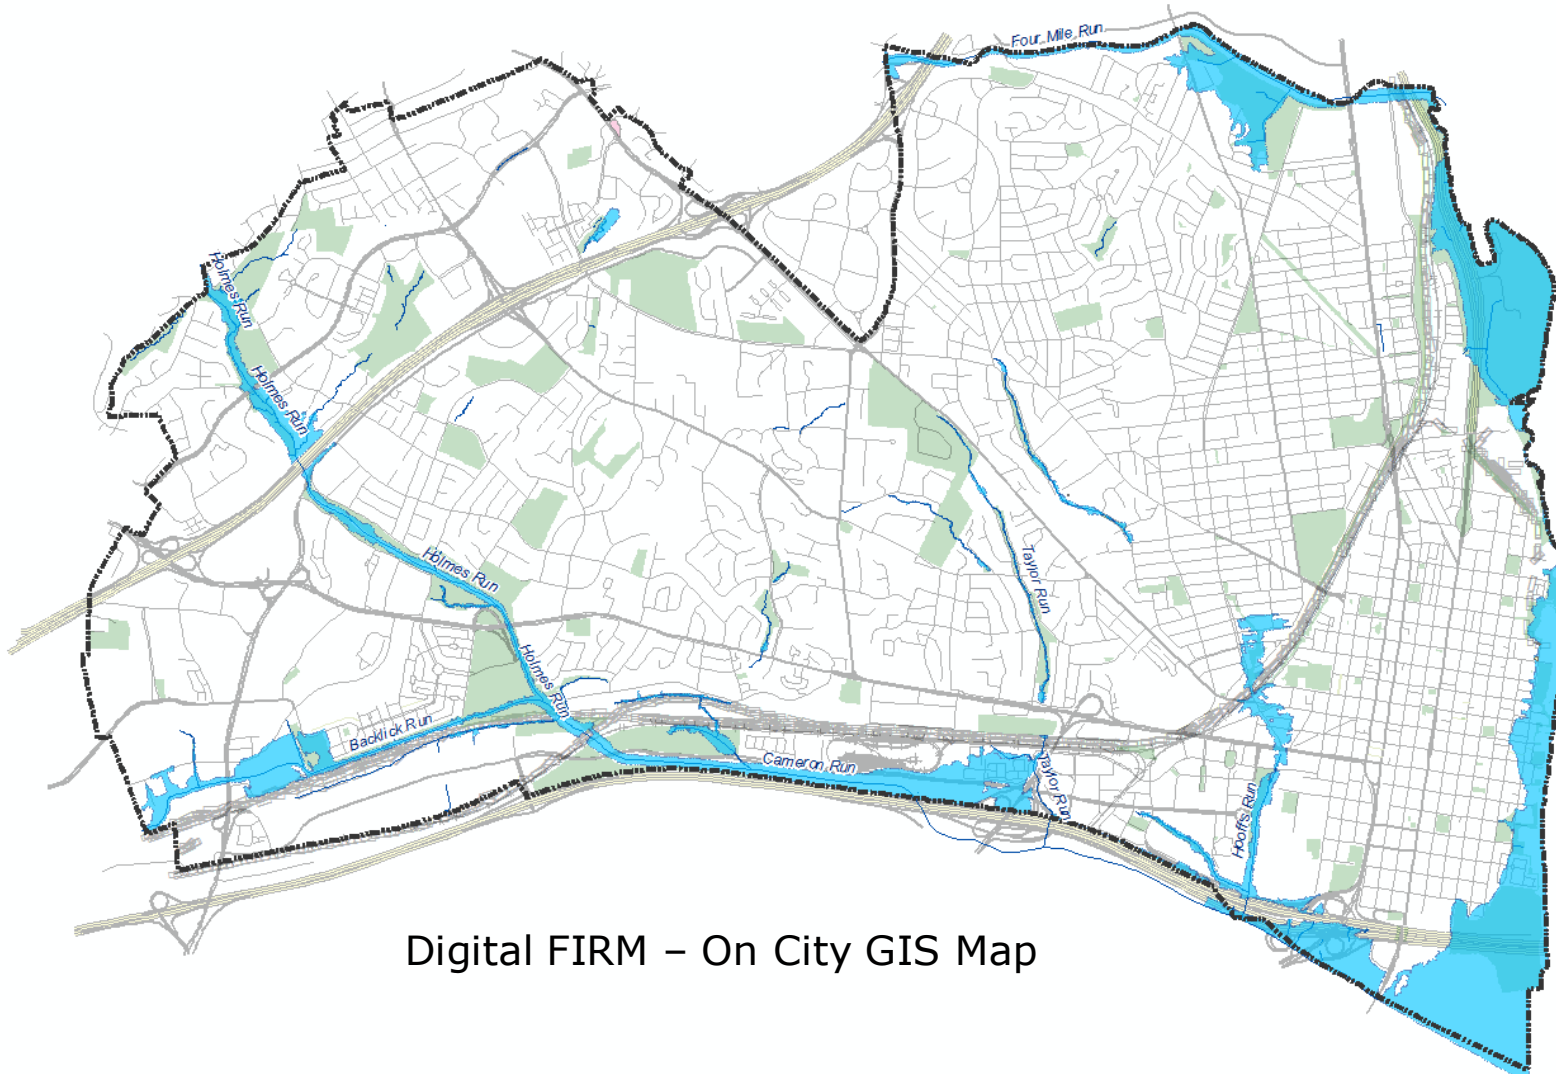 Four Mile Run
Holmes Run
Holmes Run
Holmes Run
Taylor Run
Holmes Run
Backlick Run
Cameron Run
Taylor Run
Hooffs Run
Digital FIRM – On City GIS Map